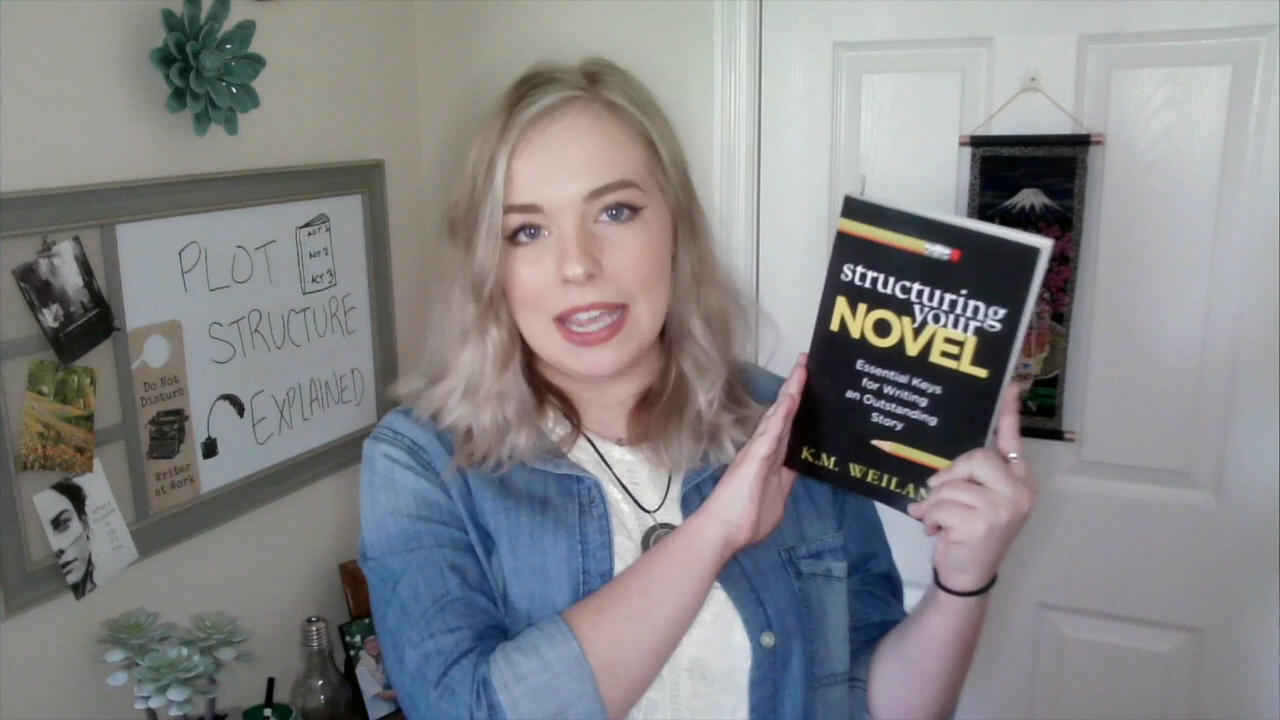 PLOT
ACT 1
ACT 2
ACT 3
STRUCTURE
EXPLAINED
Do Not
Disturb
Writer
at Work
structuring
your
NOVEL
Essential Keys
for Writing
an Outstanding
Story
K.M. WEILAN